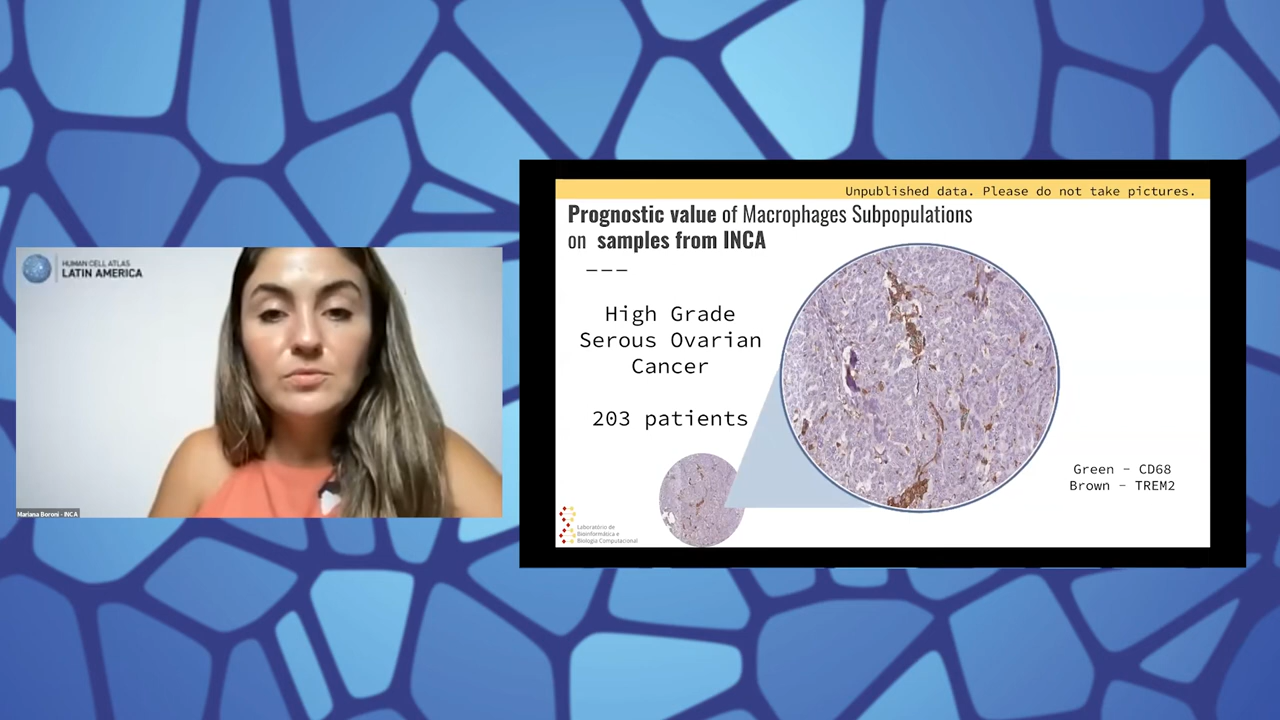 HUMAN CELL ATLAS
LATIN AMERICA
Mariana Boroni - INCA
Unpublished data. Please do not take pictures.
Prognostic value of Macrophages Subpopulations
on samples from INCA
---
High Grade
Serous Ovarian
Cancer
203 patients
Green - CD68
Brown - TREM2
Laboratório de
Bioinformática e
Biologia Computacional